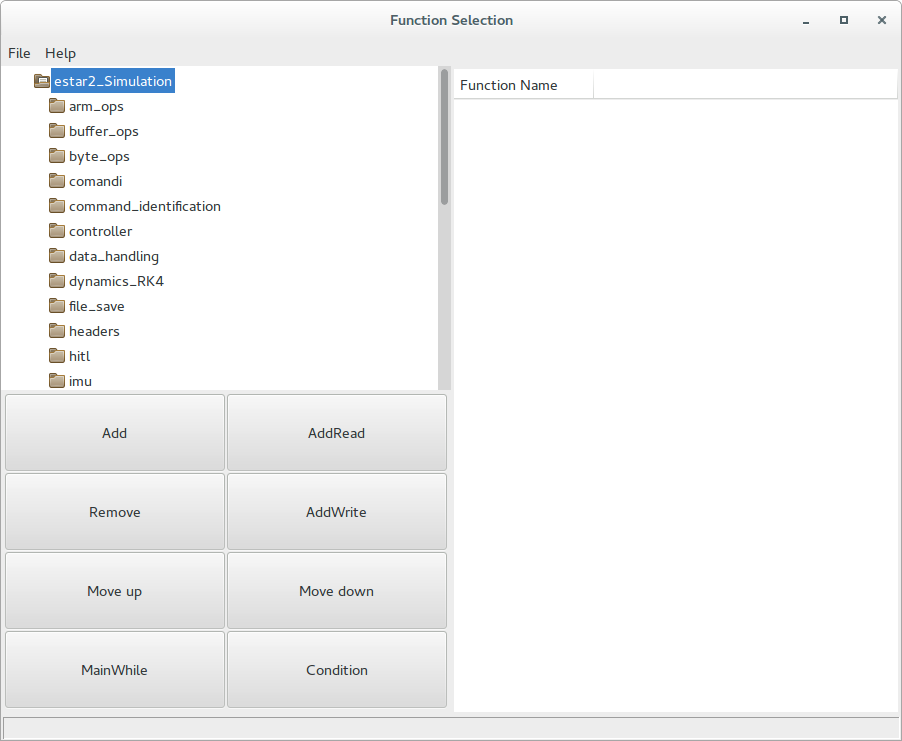 Function Selection
File Help
estar2_Simulation
arm_ops
buffer_ops
byte_ops
comandi
command_identification
controller
data_handling
dynamics_RK4
file_save
headers
hitl
imu
Function Name
Add AddRead
Remove AddWrite
Move up Move down
MainWhile Condition